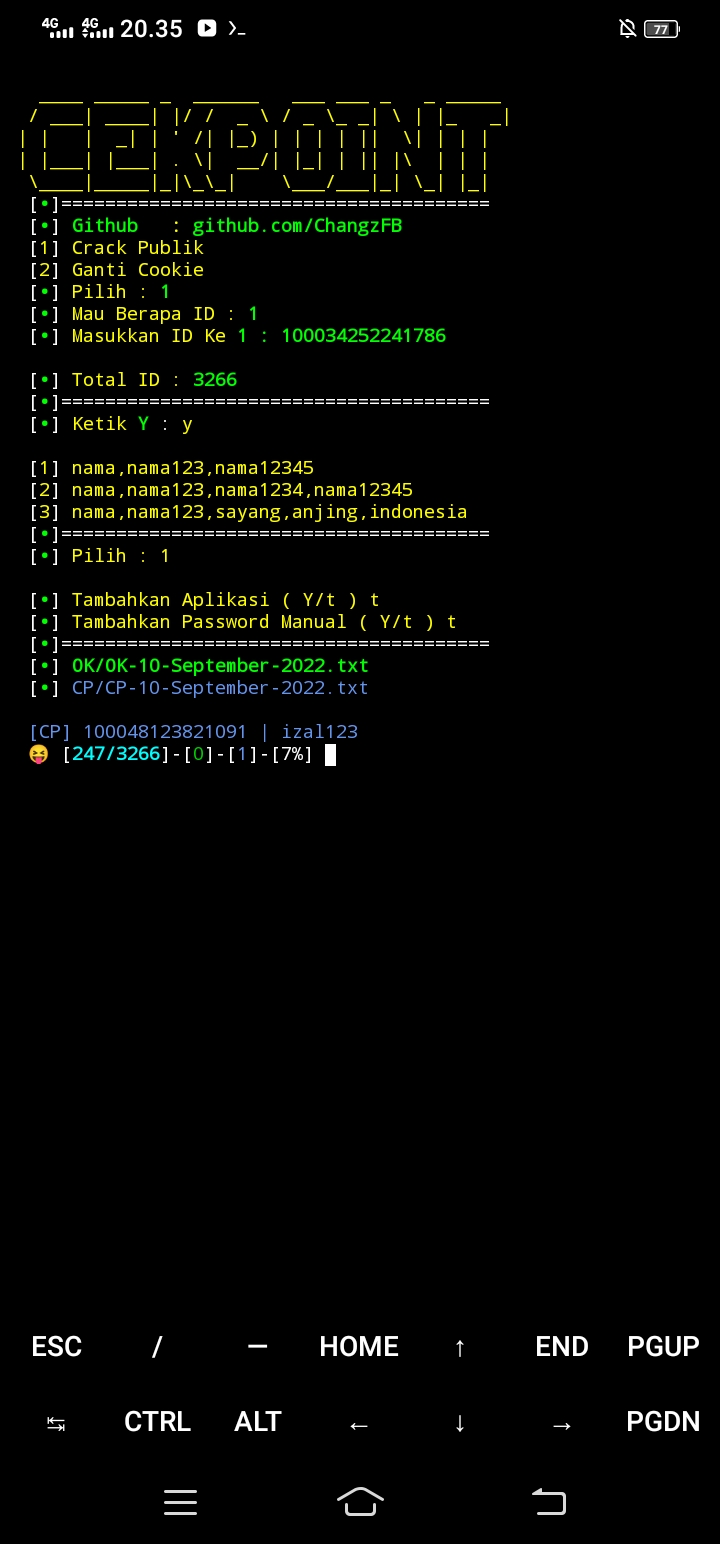 4G 4G 20.35 77
CEKPOINT
[•]=======================================
[•] Github   : github.com/ChangzFB
[1] Crack Publik
[2] Ganti Cookie
[•] Pilih : 1
[•] Mau Berapa ID : 1
[•] Masukkan ID Ke 1 : 100034252241786
[•] Total ID : 3266
[•]=======================================
[•] Ketik Y : y
[1] nama,nama123,nama12345
[2] nama,nama123,nama1234,nama12345
[3] nama,nama123,sayang,anjing,indonesia
[•]=======================================
[•] Pilih : 1
[•] Tambahkan Aplikasi ( Y/t ) t
[•] Tambahkan Password Manual ( Y/t ) t
[•]=======================================
[•] OK/OK-10-September-2022.txt
[•] CP/CP-10-September-2022.txt
[CP] 100048123821091 | izal123
😝 [247/3266]-[0]-[1]-[7%]
ESC / — HOME ↑ END PGUP
↹ CTRL ALT ← ↓ → PGDN